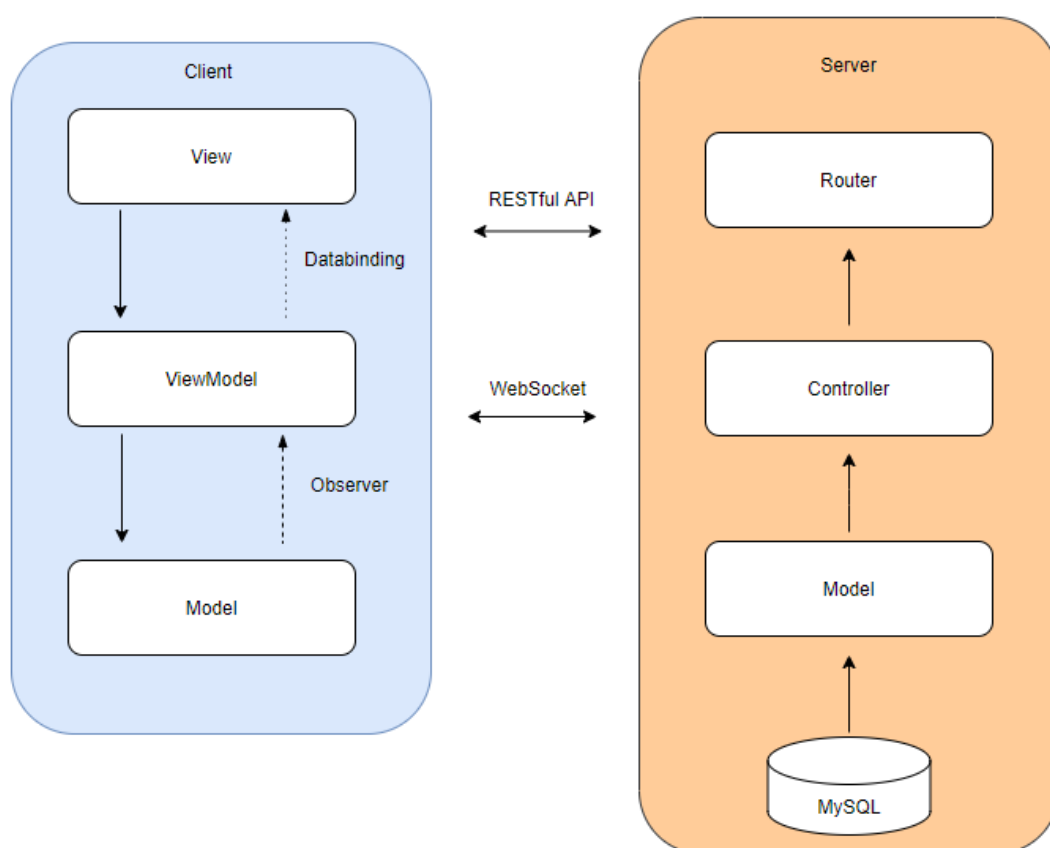 Client
View
Databinding
ViewModel
Observer
Model
RESTful API
WebSocket
Server
Router
Controller
Model
MySQL